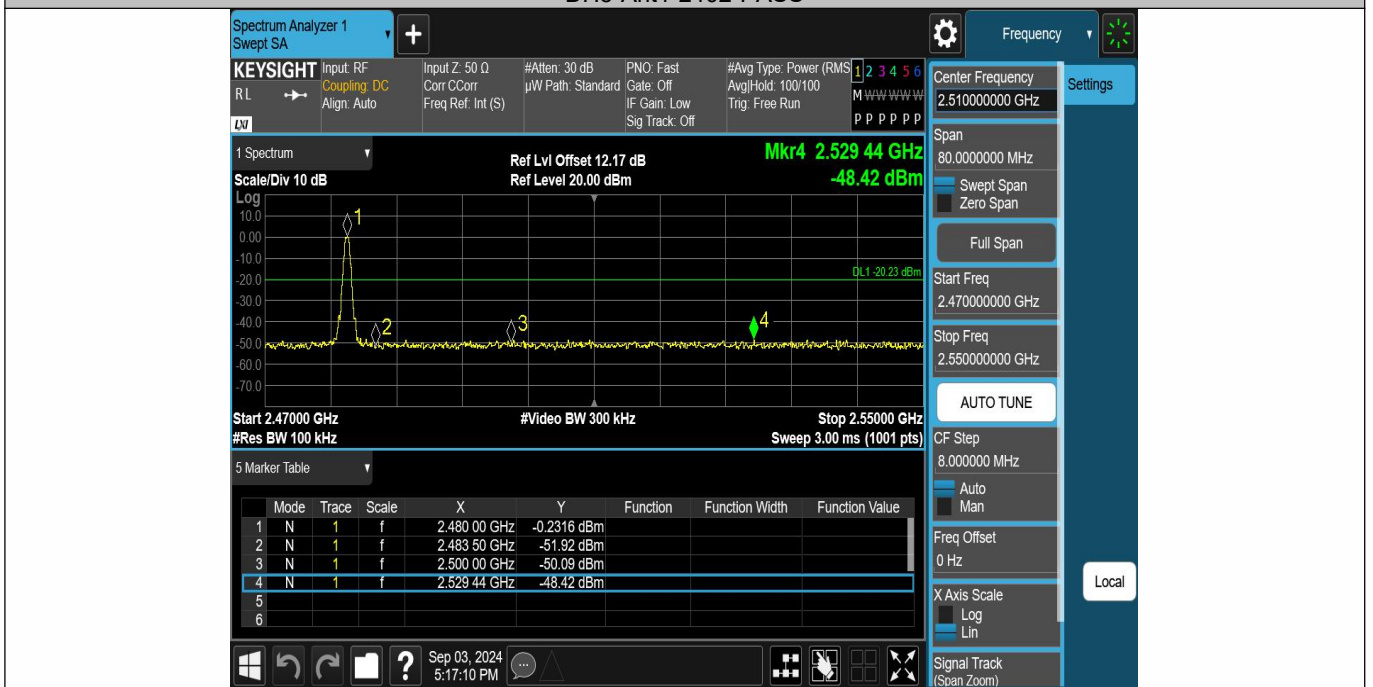 Spectrum Analyzer 1
Swept SA
+
Frequency
KEYSIGHT
RL
LXI
Input: RF
Coupling: DC
Align: Auto
Input Z: 50 Ω
Corr CCorr
Freq Ref: Int (S)
#Atten: 30 dB
µW Path: Standard
PNO: Fast
Gate: Off
IF Gain: Low
Sig Track: Off
#Avg Type: Power (RMS
Avg|Hold: 100/100
Trig: Free Run
1 2 3 4 5 6
M W W W W W
P P P P P P
Center Frequency
2.510000000 GHz
Settings
Span
80.0000000 MHz
Swept Span
Zero Span
Full Span
Start Freq
2.470000000 GHz
Stop Freq
2.550000000 GHz
AUTO TUNE
CF Step
8.000000 MHz
Auto
Man
Freq Offset
0 Hz
X Axis Scale
Log
Lin
Signal Track
(Span Zoom)
Local
1 Spectrum
Scale/Div 10 dB
Ref Lvl Offset 12.17 dB
Ref Level 20.00 dBm
Mkr4 2.529 44 GHz
-48.42 dBm
Log
10.0
0.00
-10.0
-20.0
-30.0
-40.0
-50.0
-60.0
-70.0
1
2
3
4
DL1 -20.23 dBm
Start 2.47000 GHz
#Video BW 300 kHz
Stop 2.55000 GHz
#Res BW 100 kHz
Sweep 3.00 ms (1001 pts)
5 Marker Table
Mode Trace Scale X Y Function Function Width Function Value
1 N 1 f 2.480 00 GHz -0.2316 dBm
2 N 1 f 2.483 50 GHz -51.92 dBm
3 N 1 f 2.500 00 GHz -50.09 dBm
4 N 1 f 2.529 44 GHz -48.42 dBm
5
6
?
Sep 03, 2024
5:17:10 PM